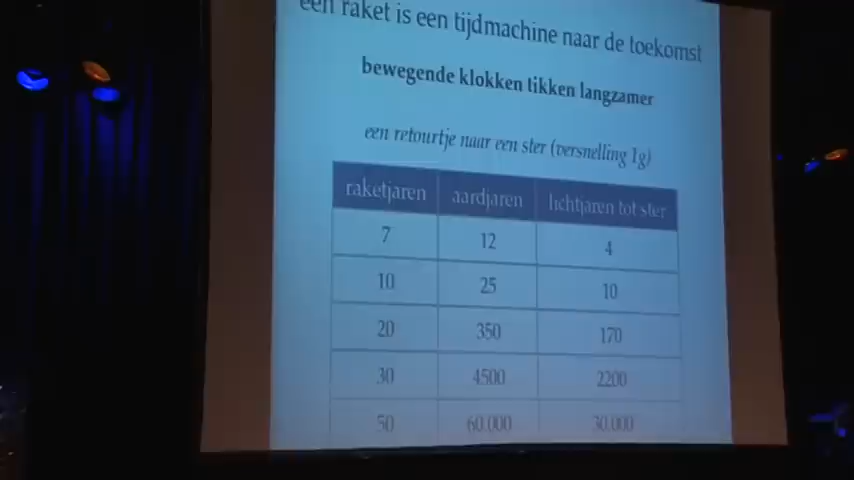 een raket is een tijdmachine naar de toekomst
bewegende klokken tikken langzamer
een retourtje naar een ster (versnelling 1g)
raketjaren aardjaren lichtjaren tot ster
7 12 4
10 25 10
20 350 170
30 4500 2200
50 60.000 30.000